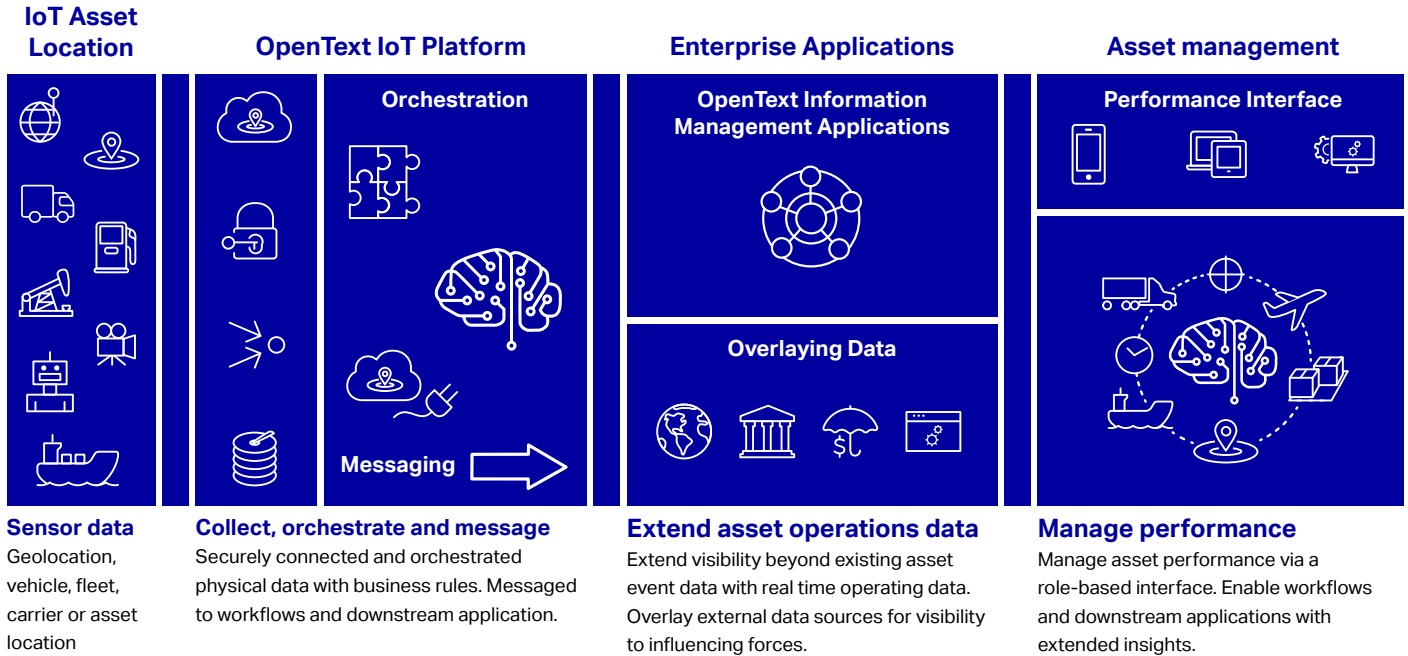 IoT Asset
Location
OpenText IoT Platform
Enterprise Applications
Asset management
Orchestration
Messaging
OpenText Information
Management Applications
Overlaying Data
$
Performance Interface
Sensor data
Geolocation,
vehicle, fleet,
carrier or asset
location
Collect, orchestrate and message
Securely connected and orchestrated
physical data with business rules. Messaged
to workflows and downstream application.
Extend asset operations data
Extend visibility beyond existing asset
event data with real time operating data.
Overlay external data sources for visibility
to influencing forces.
Manage performance
Manage asset performance via a
role-based interface. Enable workflows
and downstream applications with
extended insights.